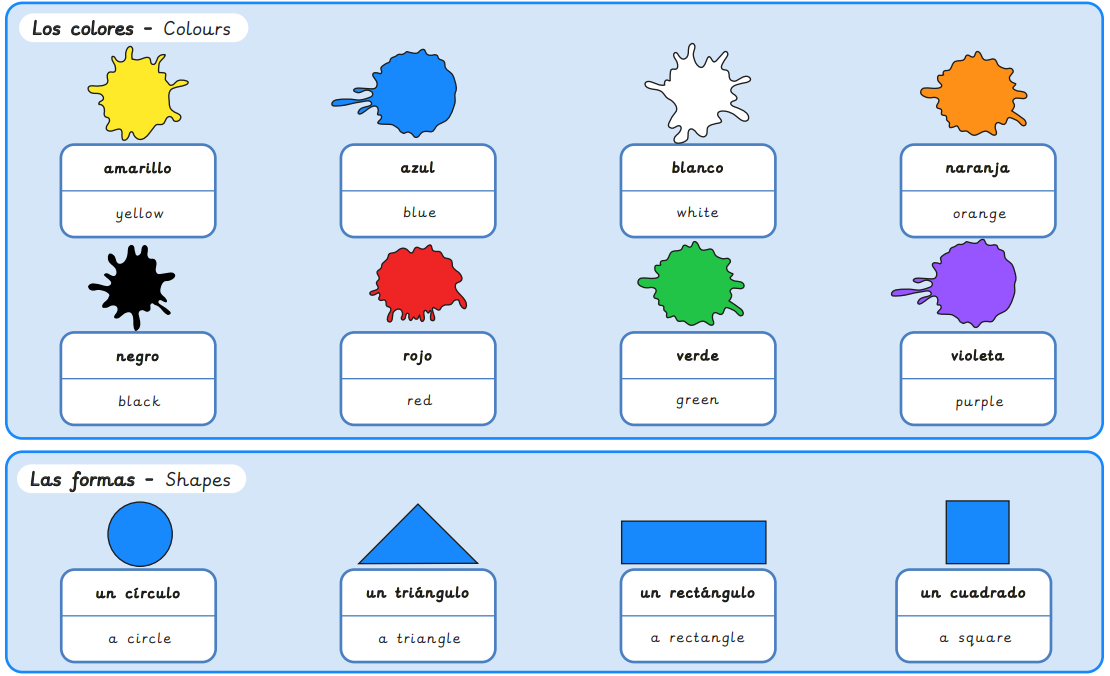 Los colores - Colours
amarillo
yellow
azul
blue
blanco
white
naranja
orange
negro
black
rojo
red
verde
green
violeta
purple
Las formas - Shapes
un círculo
a circle
un triángulo
a triangle
un rectángulo
a rectangle
un cuadrado
a square